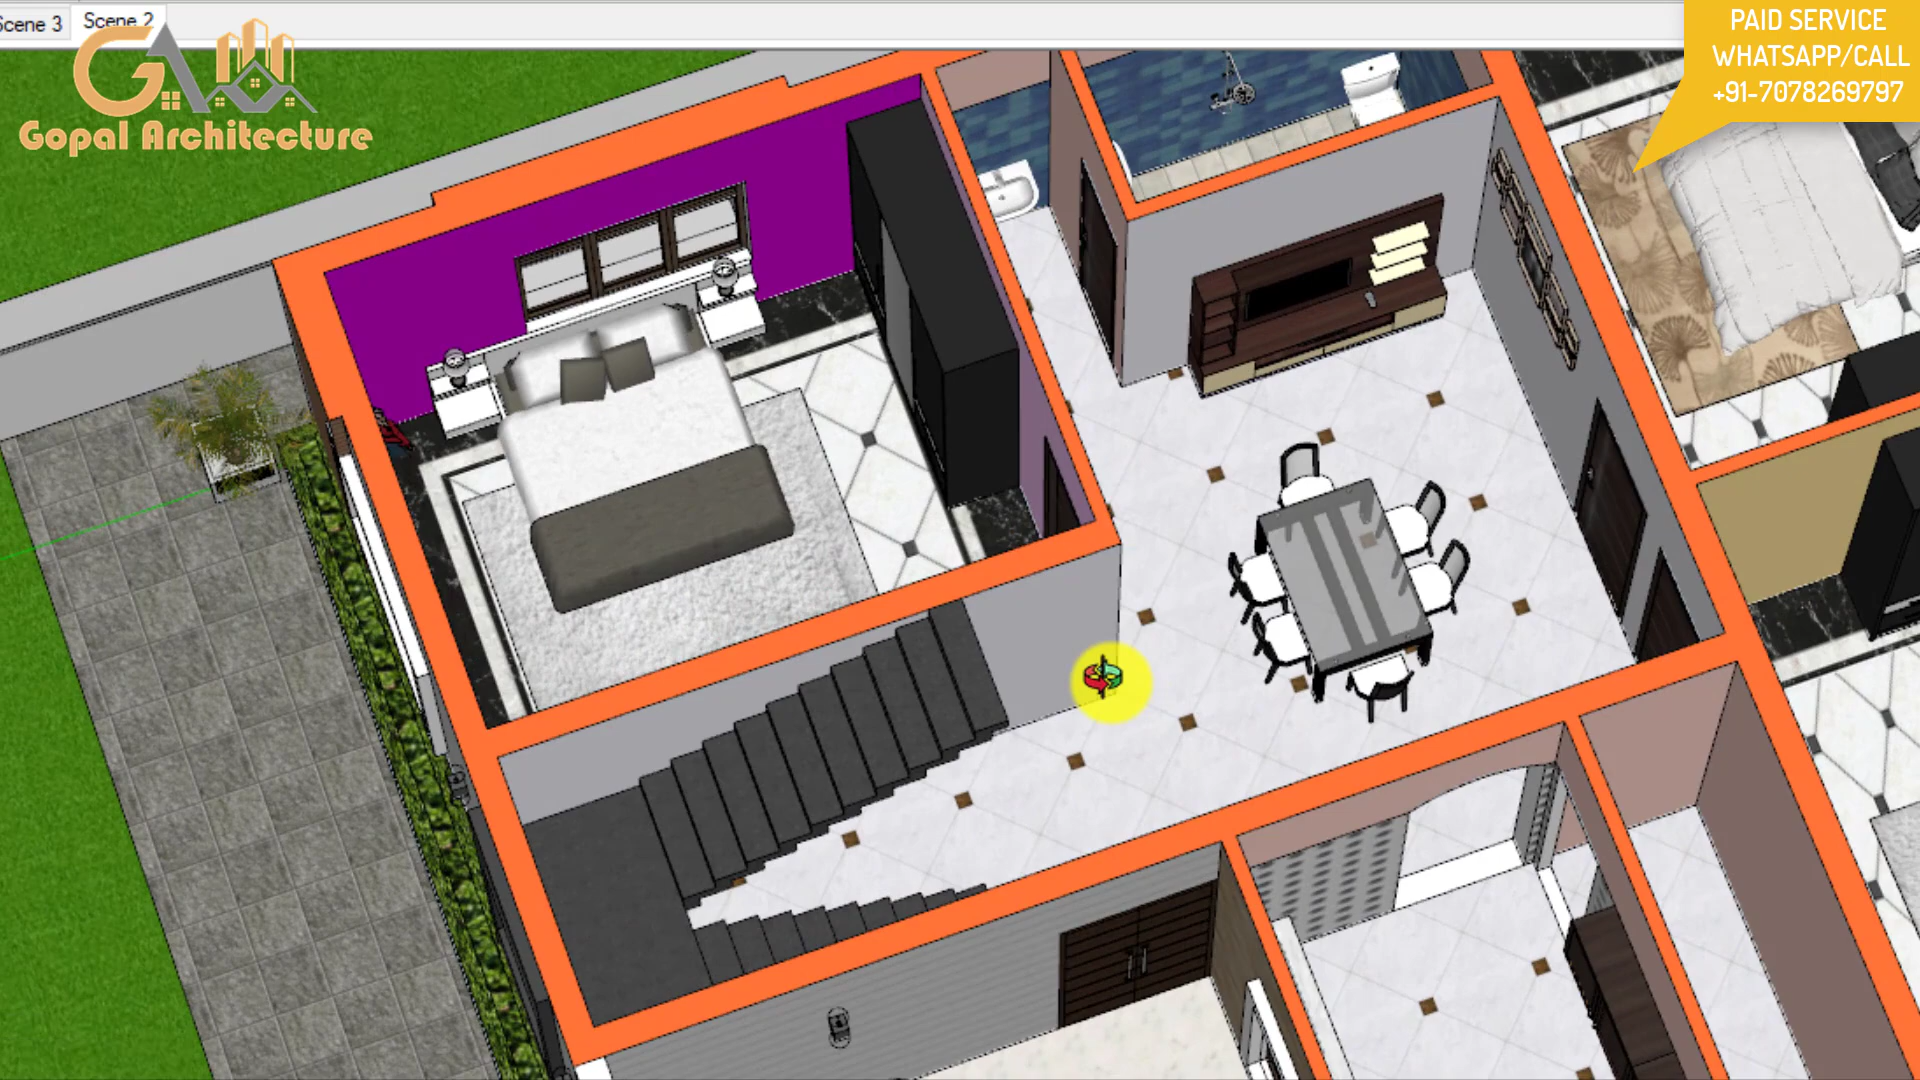 Scene 3
Scene 2
Gopal Architecture
PAID SERVICE
WHATSAPP/CALL
+91-7078269797